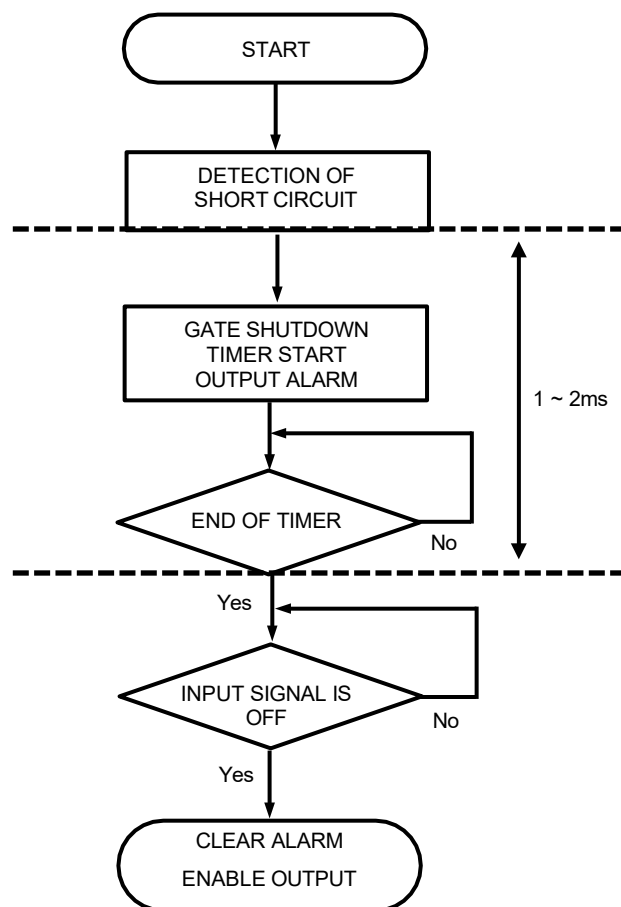 START
DETECTION OF
SHORT CIRCUIT
GATE SHUTDOWN
TIMER START
OUTPUT ALARM
1 ~ 2ms
END OF TIMER
No
Yes
INPUT SIGNAL IS
OFF
No
Yes
CLEAR ALARM
ENABLE OUTPUT